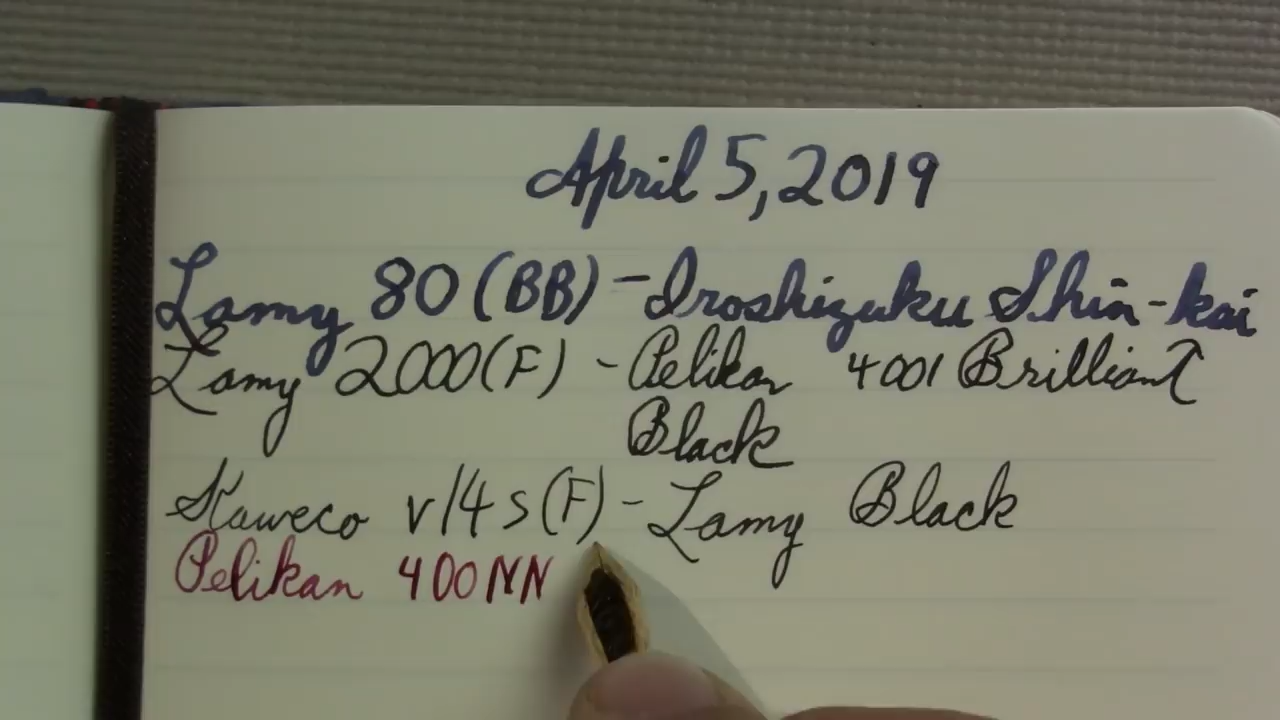 April 5, 2019
Lamy 80 (BB) - Iroshizuku Shin-kai
Lamy 2000 (F) - Pelikan 4001 Brilliant
Black
Kaweco v/4 s (F) - Lamy Black
Pelikan 400NN